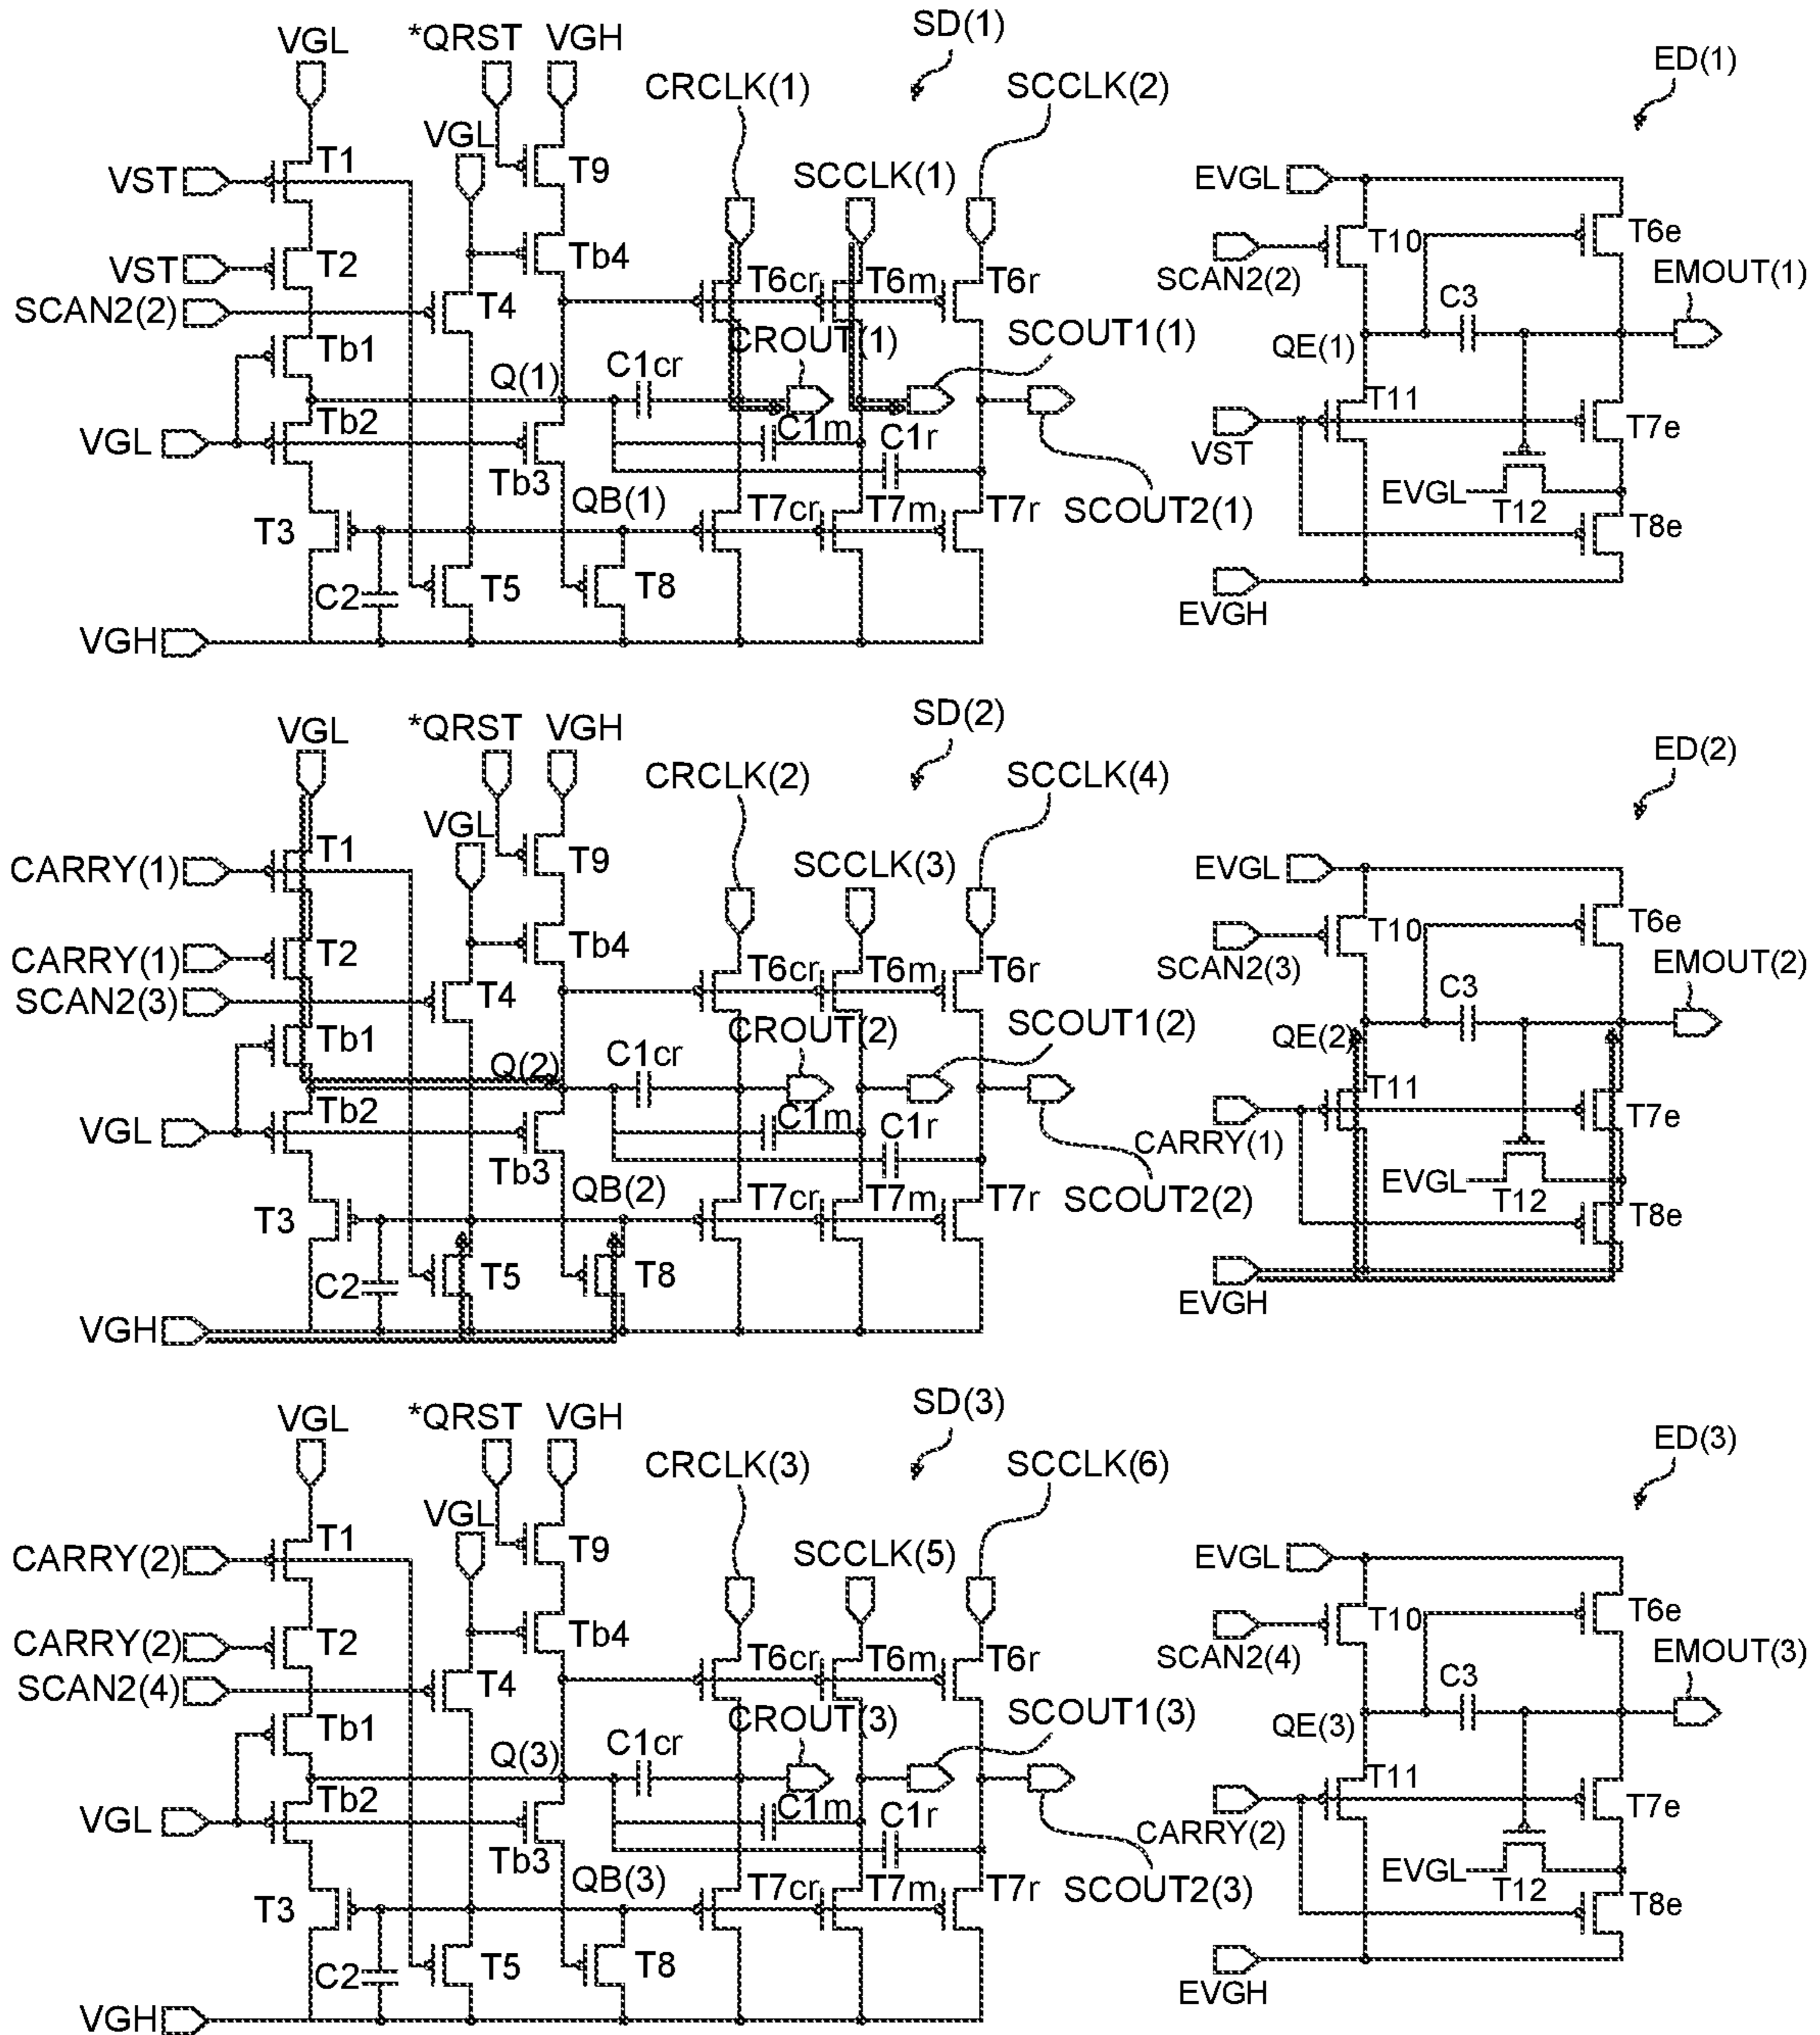 SD(1)
VGL
*QRST
VGH
ED(1)
CRCLK(1)
SCCLK(2)
VGL
T1
T9
VST
SCCLK(1)
EVGL
T10
T6e
VST
T2
Tb4
SCAN2(2)
EMOUT(1)
SCAN2(2)
T4
T6cr
T6m
T6r
C3
Tb1
CROUT(1)
SCOUT1(1)
QE(1)
Q(1)
C1cr
Tb2
T11
VGL
C1m
C1r
VST
T7e
Tb3
QB(1)
EVGL
T12
T3
T7cr
T7m
T7r
SCOUT2(1)
T8e
C2
T5
T8
EVGH
VGH
SD(2)
VGL
*QRST
VGH
ED(2)
CRCLK(2)
SCCLK(4)
VGL
T1
T9
CARRY(1)
SCCLK(3)
EVGL
T10
T6e
CARRY(1)
T2
Tb4
SCAN2(3)
EMOUT(2)
SCAN2(3)
T4
T6cr
T6m
T6r
C3
Tb1
CROUT(2)
SCOUT1(2)
QE(2)
Q(2)
C1cr
Tb2
T11
VGL
C1m
C1r
CARRY(1)
T7e
Tb3
QB(2)
EVGL
T12
T3
T7cr
T7m
T7r
SCOUT2(2)
T8e
C2
T5
T8
EVGH
VGH
SD(3)
VGL
*QRST
VGH
ED(3)
CRCLK(3)
SCCLK(6)
VGL
T1
T9
CARRY(2)
SCCLK(5)
EVGL
T10
T6e
CARRY(2)
T2
Tb4
SCAN2(4)
EMOUT(3)
SCAN2(4)
T4
T6cr
T6m
T6r
C3
Tb1
CROUT(3)
SCOUT1(3)
QE(3)
Q(3)
C1cr
Tb2
T11
VGL
C1m
C1r
CARRY(2)
T7e
Tb3
QB(3)
EVGL
T12
T3
T7cr
T7m
T7r
SCOUT2(3)
T8e
C2
T5
T8
EVGH
VGH